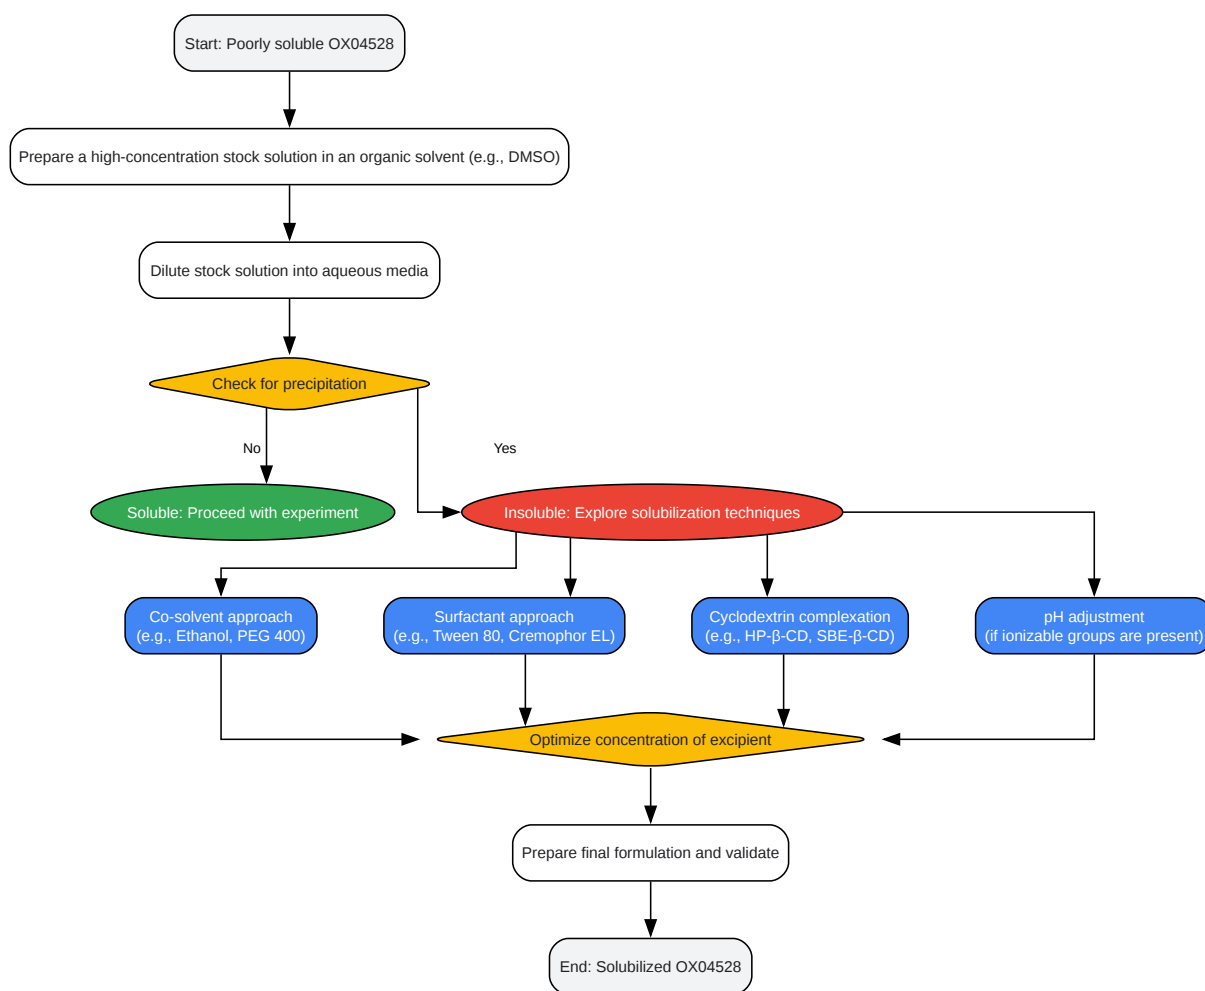 Start: Poorly soluble OX04528
Prepare a high-concentration stock solution in an organic solvent (e.g., DMSO)
Dilute stock solution into aqueous media
Check for precipitation
No
Yes
Soluble: Proceed with experiment
Insoluble: Explore solubilization techniques
Co-solvent approach
(e.g., Ethanol, PEG 400)
Surfactant approach
(e.g., Tween 80, Cremophor EL)
Cyclodextrin complexation
(e.g., HP-β-CD, SBE-β-CD)
pH adjustment
(if ionizable groups are present)
Optimize concentration of excipient
Prepare final formulation and validate
End: Solubilized OX04528